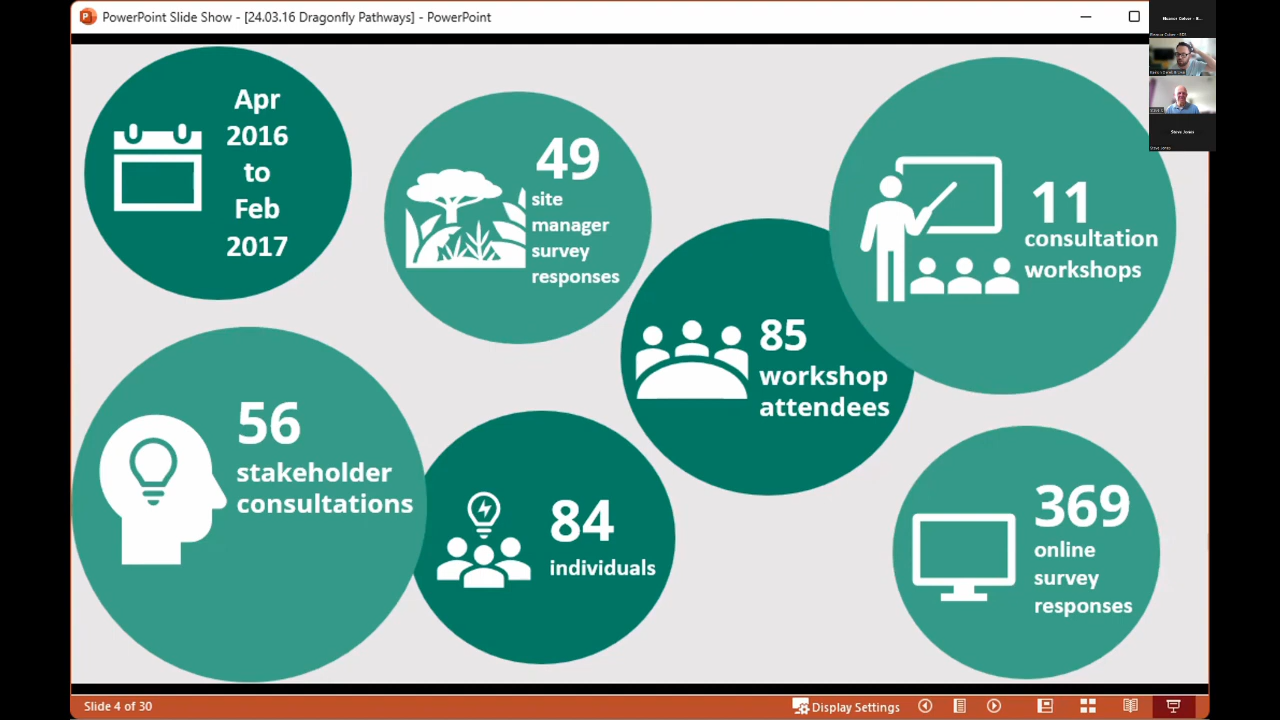 PowerPoint Slide Show - [24.03.16 Dragonfly Pathways] - PowerPoint
Apr
2016
to
Feb
2017
49
site
manager
survey
responses
11
consultation
workshops
85
workshop
attendees
56
stakeholder
consultations
84
individuals
369
online
survey
responses
Steve Jones
Steve Jones
Slide 4 of 30
Display Settings